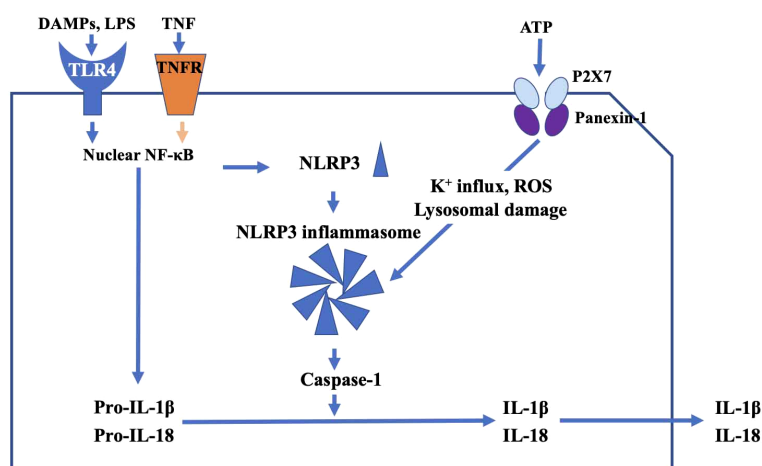 DAMPs, LPS
TNF
ATP
TLR4
TNFR
P2X7
Panexin-1
Nuclear NF-κB
NLRP3
K⁺ influx, ROS
Lysosomal damage
NLRP3 inflammasome
Caspase-1
Pro-IL-1β
IL-1β
IL-1β
Pro-IL-18
IL-18
IL-18